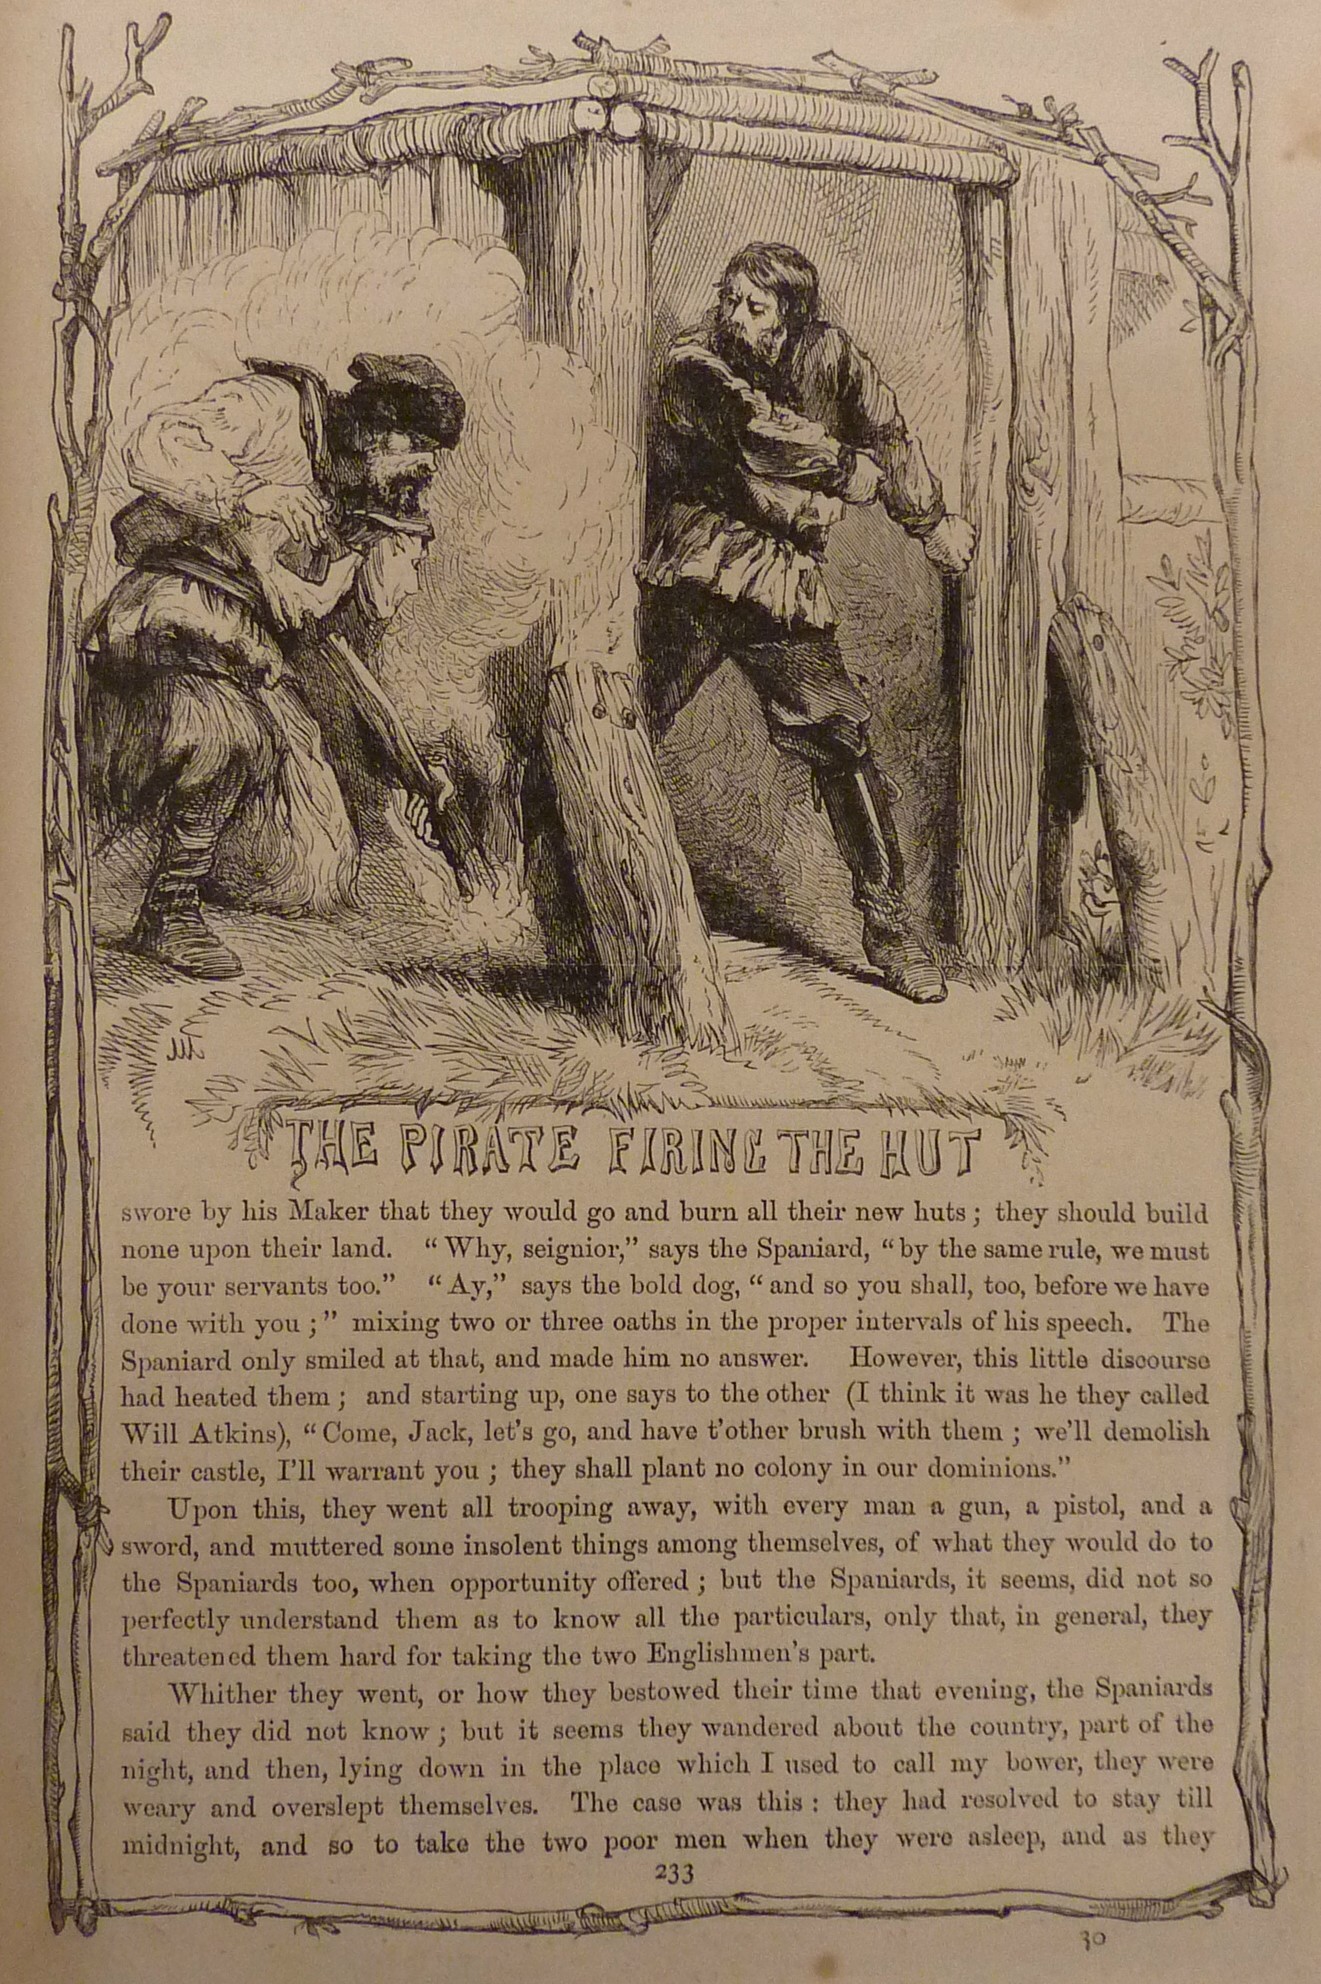 THE PIRATE FIRING THE HUT
swore by his Maker that they would go and burn all their new huts ; they should build
none upon their land. “ Why, seignior,” says the Spaniard, “ by the same rule, we must
be your servants too.” “ Ay,” says the bold dog, “ and so you shall, too, before we have
done with you ; ” mixing two or three oaths in the proper intervals of his speech. The
Spaniard only smiled at that, and made him no answer. However, this little discourse
had heated them ; and starting up, one says to the other (I think it was he they called
Will Atkins), “ Come, Jack, let’s go, and have t’other brush with them ; we’ll demolish
their castle, I’ll warrant you ; they shall plant no colony in our dominions.”
Upon this, they went all trooping away, with every man a gun, a pistol, and a
sword, and muttered some insolent things among themselves, of what they would do to
the Spaniards too, when opportunity offered ; but the Spaniards, it seems, did not so
perfectly understand them as to know all the particulars, only that, in general, they
threatened them hard for taking the two Englishmen’s part.
Whither they went, or how they bestowed their time that evening, the Spaniards
said they did not know ; but it seems they wandered about the country, part of the
night, and then, lying down in the place which I used to call my bower, they were
weary and overslept themselves. The case was this : they had resolved to stay till
midnight, and so to take the two poor men when they were asleep, and as they
233
30